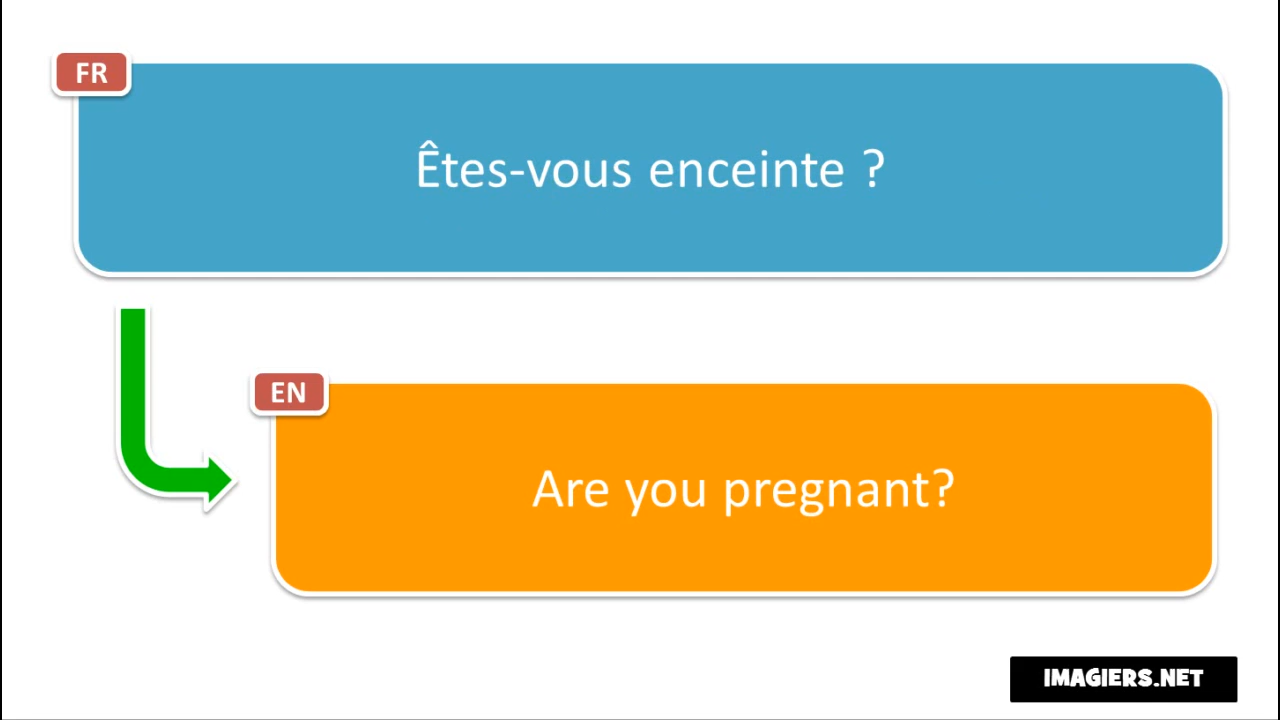 FR
Êtes-vous enceinte ?
EN
Are you pregnant?
IMAGIERS.NET